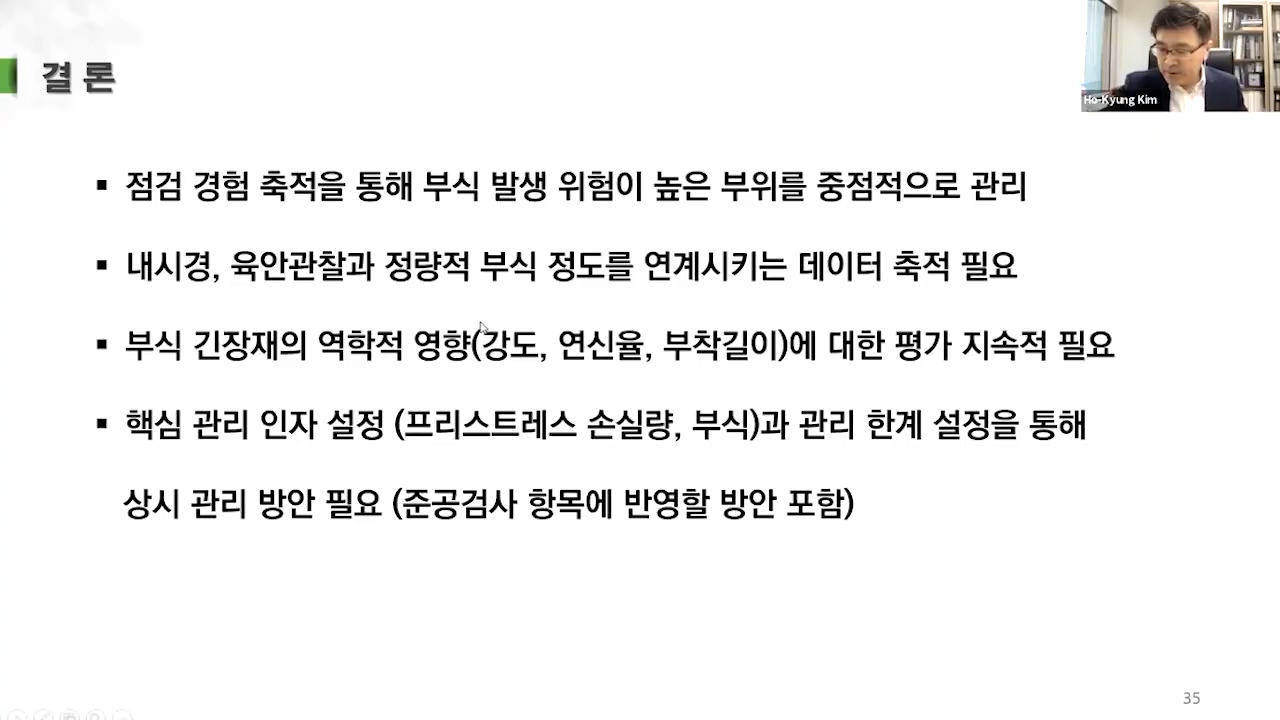 결 론
Ho-Kyung Kim
▪ 점검 경험 축적을 통해 부식 발생 위험이 높은 부위를 중점적으로 관리
▪ 내시경, 육안관찰과 정량적 부식 정도를 연계시키는 데이터 축적 필요
▪ 부식 긴장재의 역학적 영향(강도, 연신율, 부착길이)에 대한 평가 지속적 필요
▪ 핵심 관리 인자 설정 (프리스트레스 손실량, 부식)과 관리 한계 설정을 통해
상시 관리 방안 필요 (준공검사 항목에 반영할 방안 포함)
35